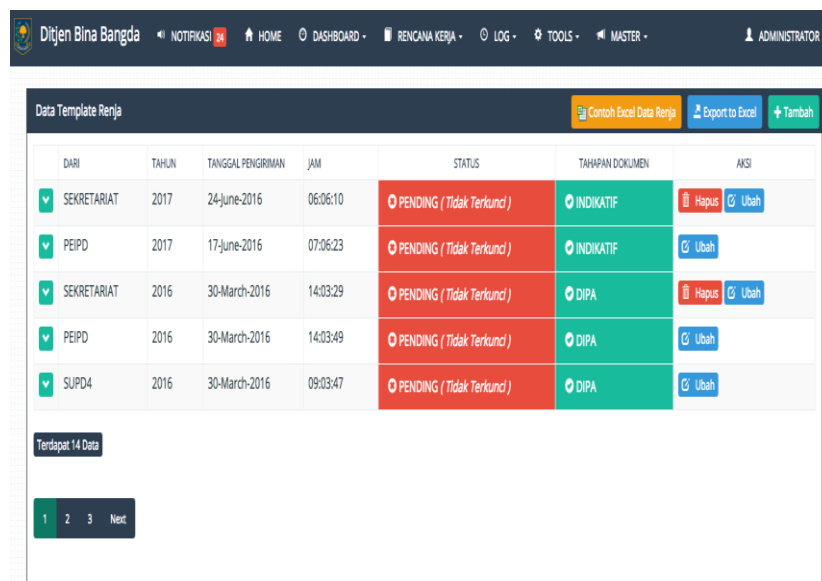 Ditjen Bina Bangda NOTIFIKASI 24 HOME DASHBOARD RENCANA KERJA LOG TOOLS MASTER ADMINISTRATOR
Data Template Renja Contoh Excel Data Renja Export to Excel + Tambah
DARI TAHUN TANGGAL PENGIRIMAN JAM STATUS TAHAPAN DOKUMEN AKSI
SEKRETARIAT 2017 24-June-2016 06:06:10 PENDING ( Tidak Terkunci ) INDIKATIF Hapus Ubah
PEIPD 2017 17-June-2016 07:06:23 PENDING ( Tidak Terkunci ) INDIKATIF Ubah
SEKRETARIAT 2016 30-March-2016 14:03:29 PENDING ( Tidak Terkunci ) DIPA Hapus Ubah
PEIPD 2016 30-March-2016 14:03:49 PENDING ( Tidak Terkunci ) DIPA Ubah
SUPD4 2016 30-March-2016 09:03:47 PENDING ( Tidak Terkunci ) DIPA Ubah
Terdapat 14 Data
1 2 3 Next